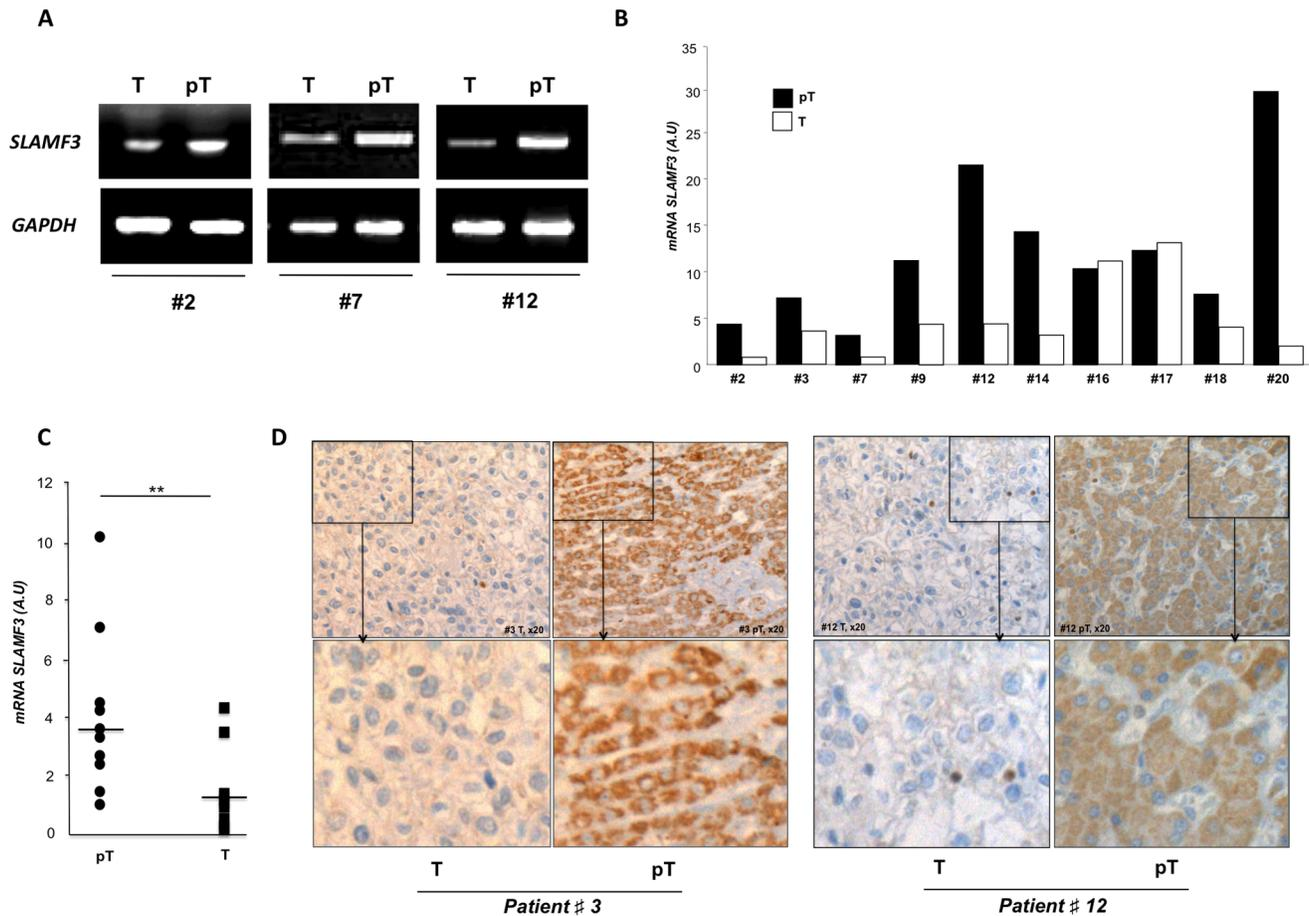 A
T pT T pT T pT
SLAMF3
GAPDH
#2 #7 #12
B
mRNA SLAMF3 (A.U)
35
30
25
20
15
10
5
0
pT
T
#2 #3 #7 #9 #12 #14 #16 #17 #18 #20
C
mRNA SLAMF3 (A.U)
12
10
8
6
4
2
0
**
pT T
D
#3 T, x20
#3 pT, x20
#12 T, x20
#12 pT, x20
T pT
Patient ♯ 3
T pT
Patient ♯ 12